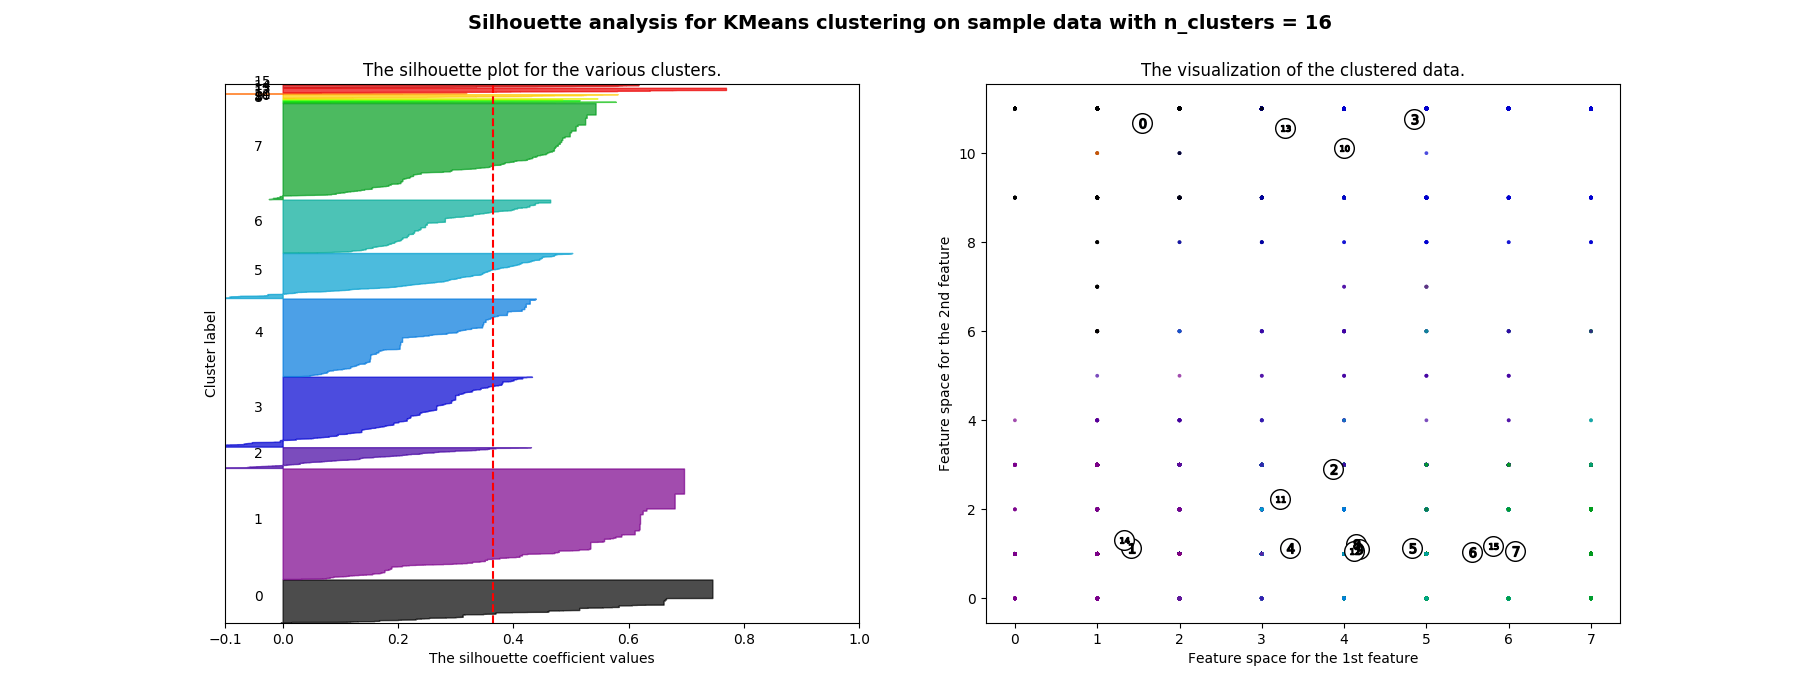 Silhouette analysis for KMeans clustering on sample data with n_clusters = 16
The silhouette plot for the various clusters.
15
7
6
5
4
3
2
1
0
Cluster label
−0.1 0.0 0.2 0.4 0.6 0.8 1.0
The silhouette coefficient values
The visualization of the clustered data.
0 13 10 3
2
11
14 1 4 5 6 15 7
10
8
6
4
2
0
Feature space for the 2nd feature
0 1 2 3 4 5 6 7
Feature space for the 1st feature